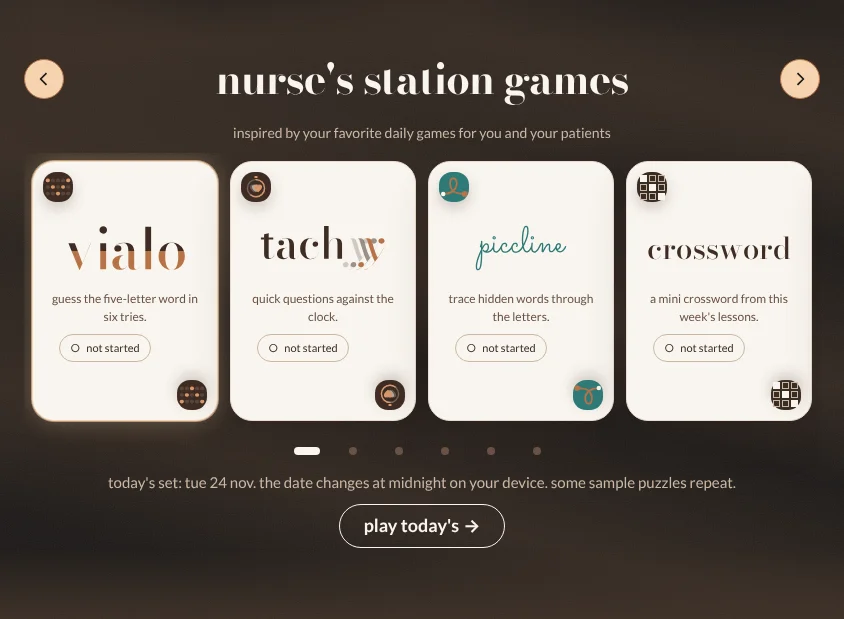 nurse's station games
inspired by your favorite daily games for you and your patients
vialo
guess the five-letter word in
six tries.
not started
tachy
quick questions against the
clock.
not started
piccline
trace hidden words through
the letters.
not started
crossword
a mini crossword from this
week's lessons.
not started
today's set: tue 24 nov. the date changes at midnight on your device. some sample puzzles repeat.
play today's →